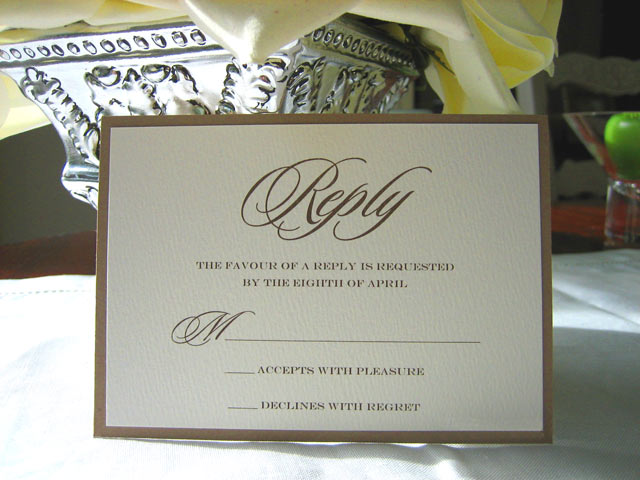 Reply
THE FAVOUR OF A REPLY IS REQUESTED
BY THE EIGHTH OF APRIL
M
ACCEPTS WITH PLEASURE
DECLINES WITH REGRET